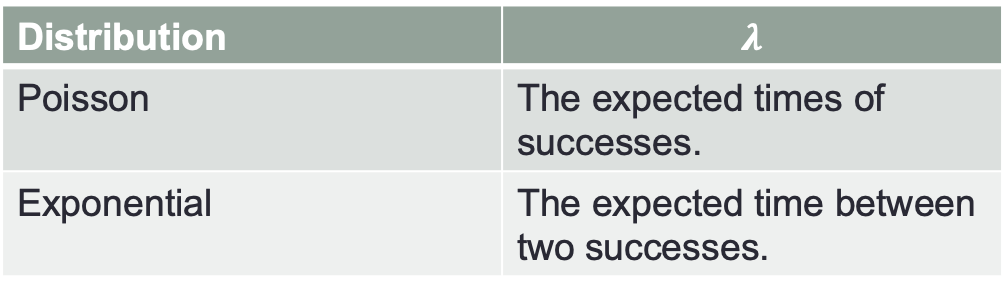 Distribution λ
Poisson The expected times of
successes.
Exponential The expected time between
two successes.